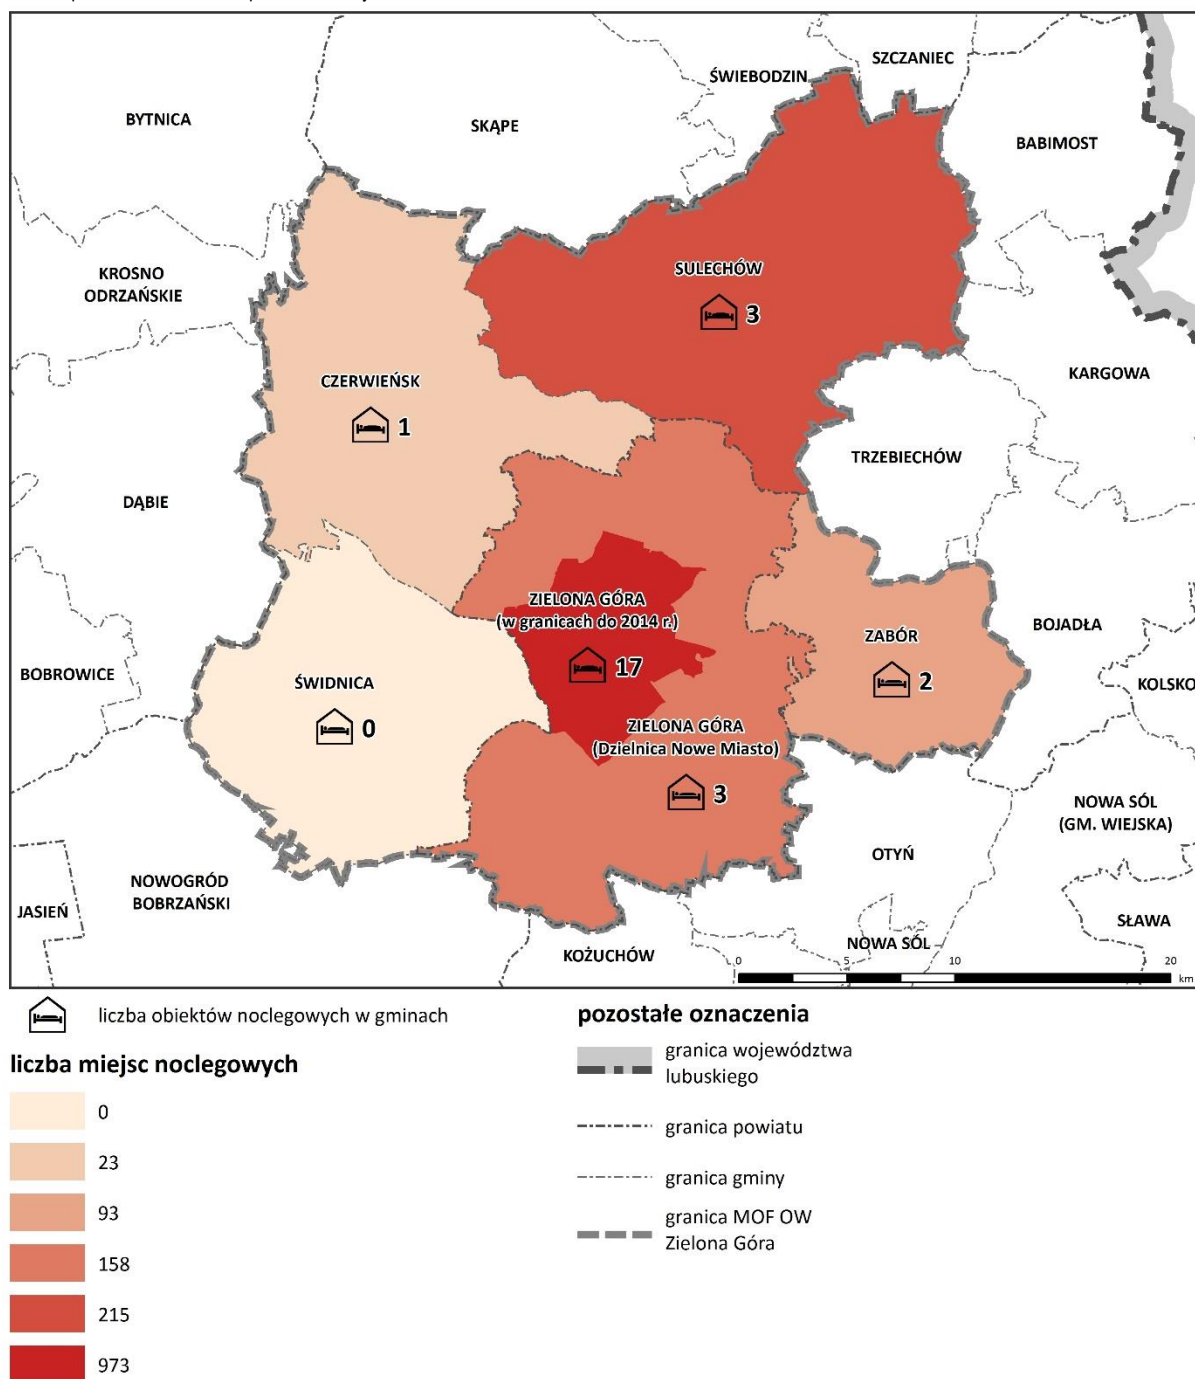 SZCZANIEC
ŚWIEBODZIN
BYTNICA
SKĄPE
BABIMOST
KROSNO
ODRZAŃSKIE
SULECHÓW
3
KARGOWA
CZERWIEŃSK
1
TRZEBIECHÓW
DĄBIE
ZIELONA GÓRA
(w granicach do 2014 r.)
17
BOJADŁA
ZABÓR
2
BOBROWICE
ŚWIDNICA
0
KOLSKO
ZIELONA GÓRA
(Dzielnica Nowe Miasto)
3
NOWA SÓL
(GM. WIEJSKA)
OTYŃ
NOWOGRÓD
BOBRZAŃSKI
JASIEŃ
SŁAWA
NOWA SÓL
KOŻUCHÓW
0 5 10 20
km
liczba obiektów noclegowych w gminach
liczba miejsc noclegowych
0
23
93
158
215
973
pozostałe oznaczenia
granica województwa
lubuskiego
granica powiatu
granica gminy
granica MOF OW
Zielona Góra